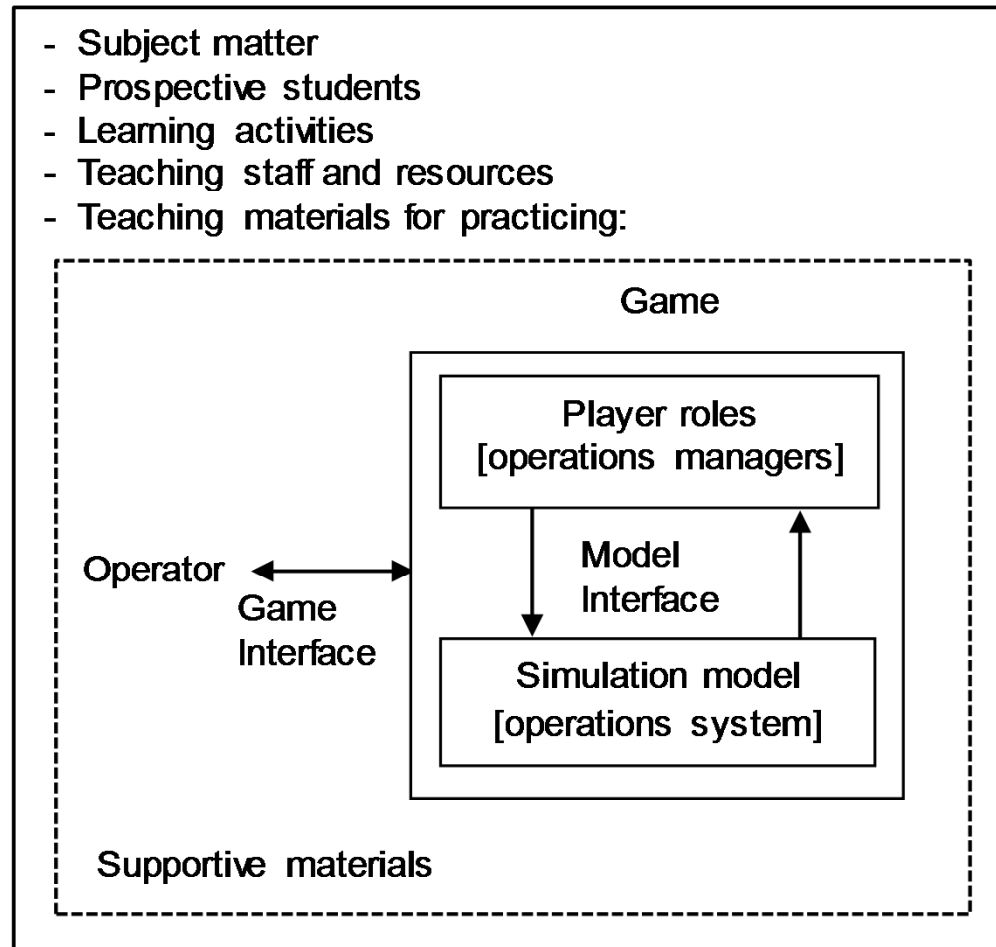 - Subject matter
- Prospective students
- Learning activities
- Teaching staff and resources
- Teaching materials for practicing:
Game
Player roles
[operations managers]
Operator
Game
Interface
Model
Interface
Simulation model
[operations system]
Supportive materials